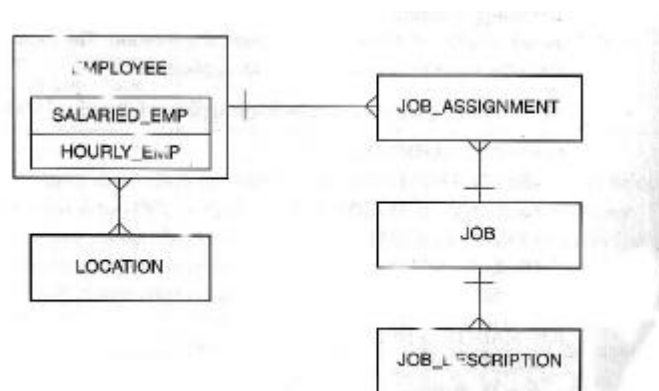 EMPLOYEE
SALARIED_EMP
HOURLY_EMP
LOCATION
JOB_ASSIGNMENT
JOB
JOB_DESCRIPTION